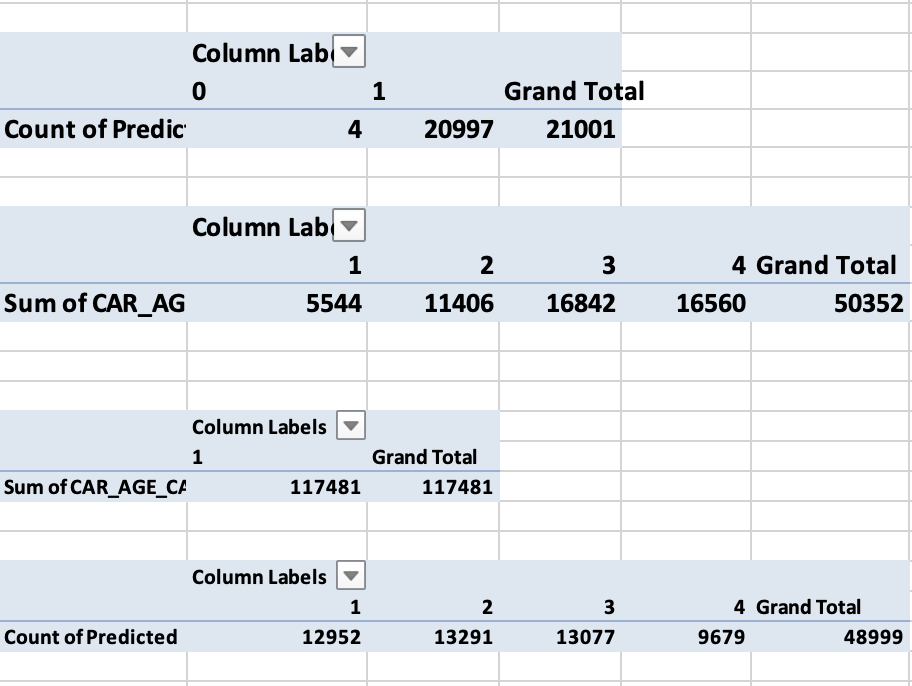 Column Lab
0 1 Grand Total
Count of Predic 4 20997 21001
Column Lab
1 2 3 4 Grand Total
Sum of CAR_AG 5544 11406 16842 16560 50352
Column Labels
1 Grand Total
Sum of CAR_AGE_CA 117481 117481
Column Labels
1 2 3 4 Grand Total
Count of Predicted 12952 13291 13077 9679 48999